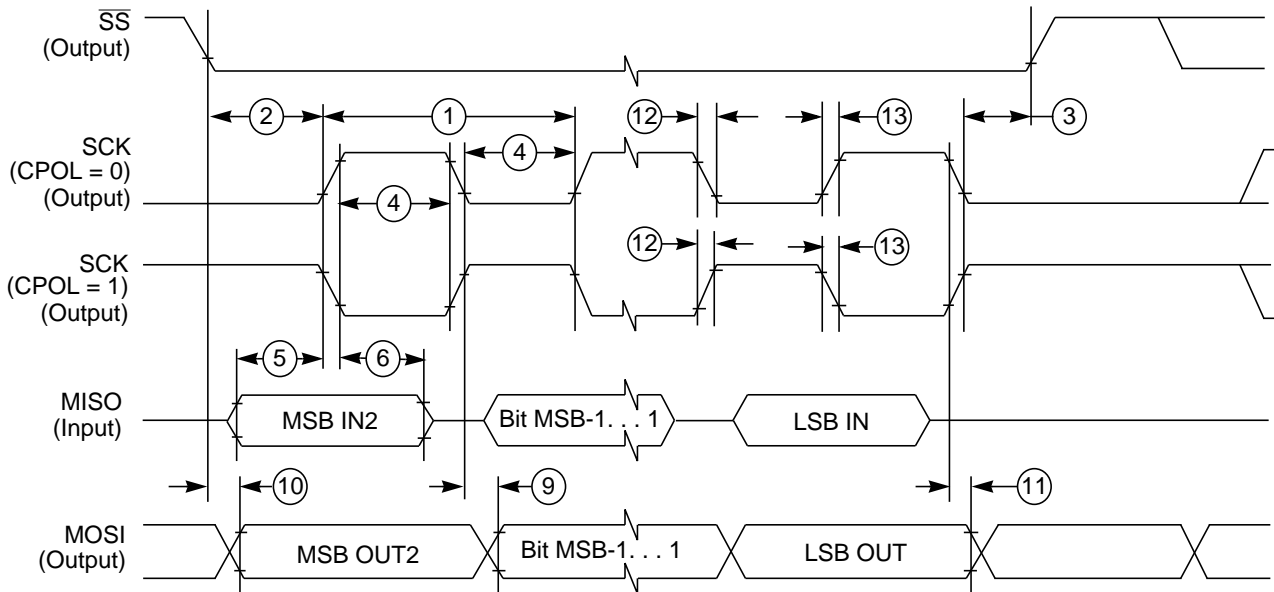 SS
(Output)
2
1
12
13
3
SCK
(CPOL = 0)
(Output)
4
4
12
13
SCK
(CPOL = 1)
(Output)
5
6
MISO
(Input)
MSB IN2
Bit MSB-1. . . 1
LSB IN
10
9
11
MOSI
(Output)
MSB OUT2
Bit MSB-1. . . 1
LSB OUT